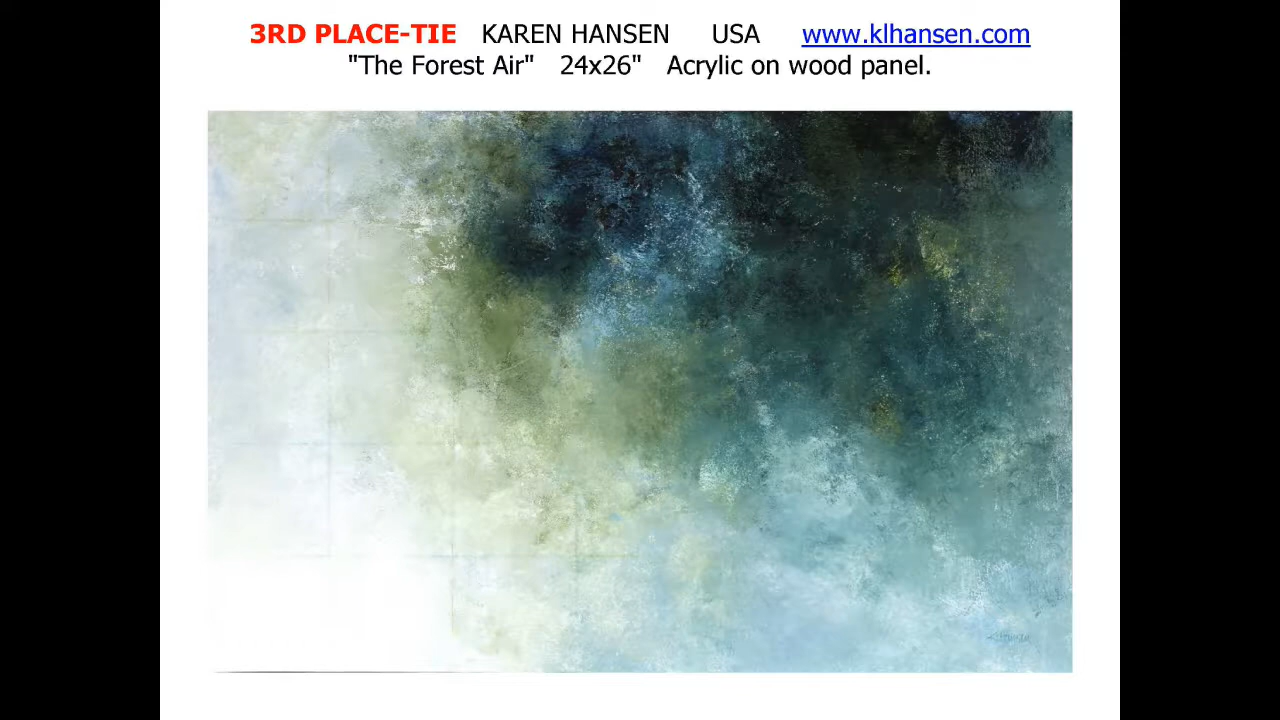 3RD PLACE-TIE KAREN HANSEN USA www.klhansen.com
"The Forest Air" 24x26" Acrylic on wood panel.